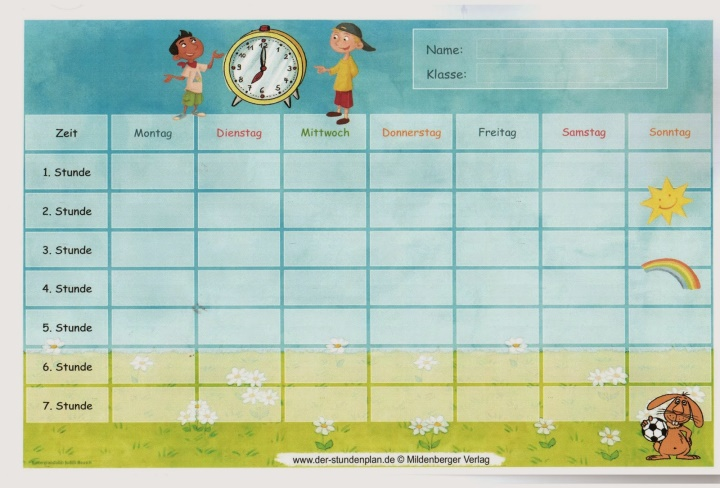 Name:
Klasse:
Zeit Montag Dienstag Mittwoch Donnerstag Freitag Samstag Sonntag
1. Stunde
2. Stunde
3. Stunde
4. Stunde
5. Stunde
6. Stunde
7. Stunde
www.der-stundenplan.de © Mildenberger Verlag